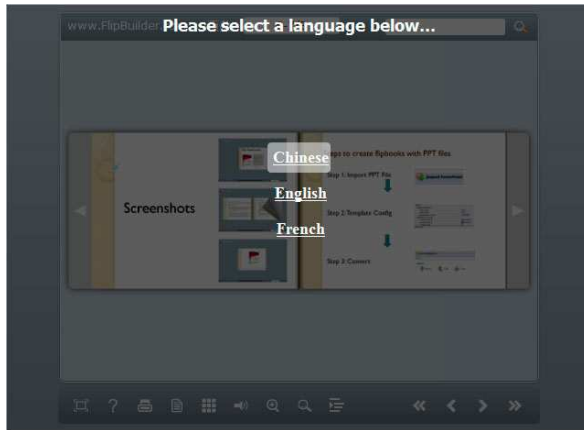 www.FlipBuilder.
Please select a language below...
Chinese
English
French
Screenshots
Steps to create flipbooks with PPT files
Step 1: Import PPT File
Step 2: Template Config
Step 3: Convert